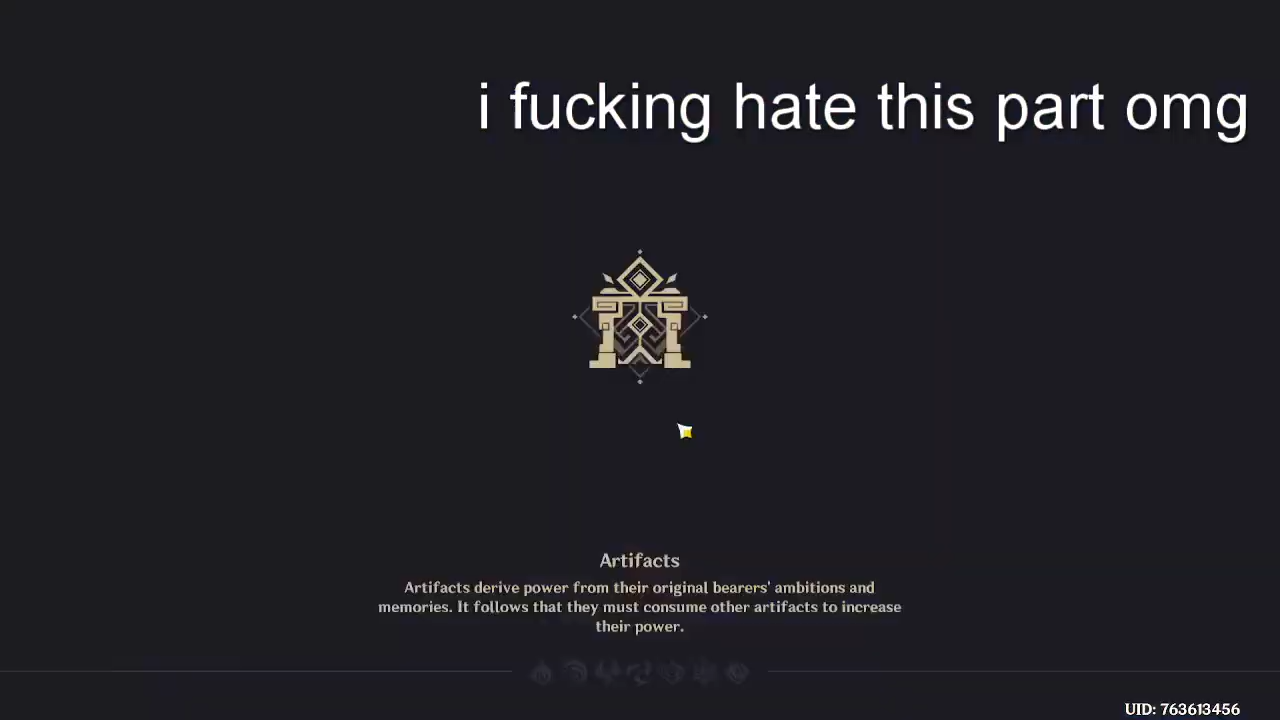 i fucking hate this part omg
Artifacts
Artifacts derive power from their original bearers' ambitions and
memories. It follows that they must consume other artifacts to increase
their power.
UID: 763613456